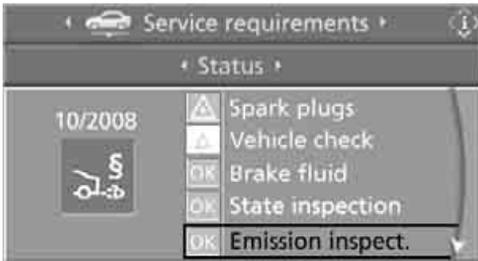 Service requirements
i
Status
10/2008
§
Spark plugs
Vehicle check
OK Brake fluid
OK State inspection
OK Emission inspect.